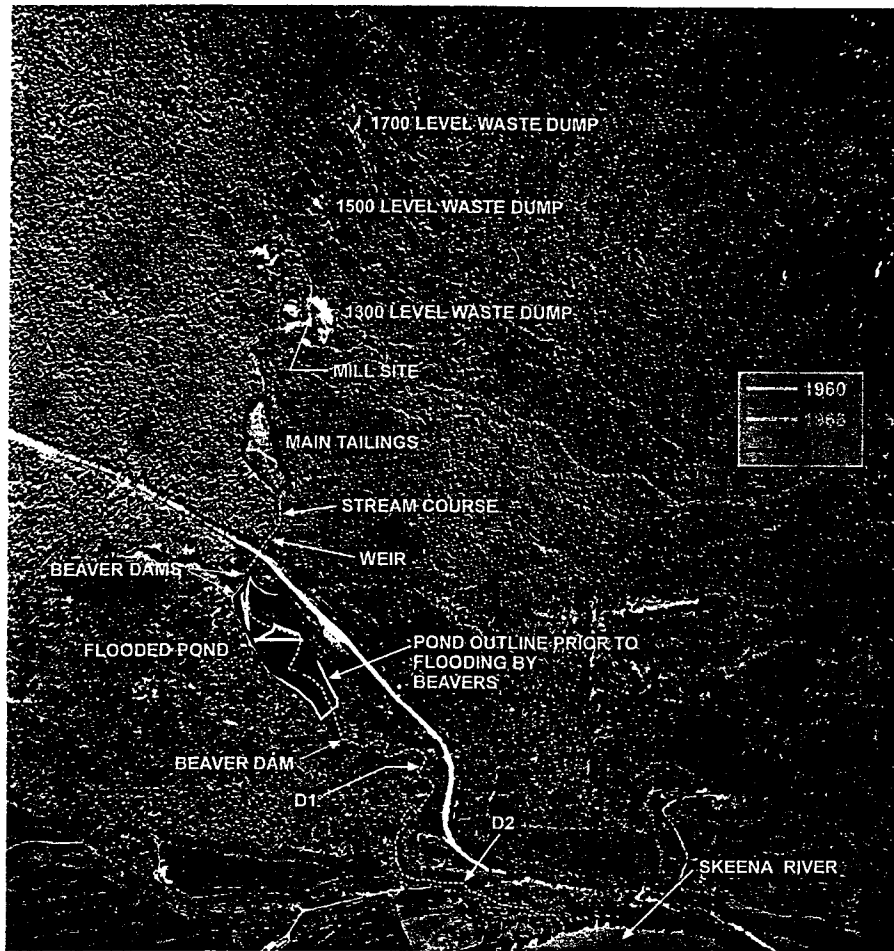 1700 LEVEL WASTE DUMP
1500 LEVEL WASTE DUMP
1300 LEVEL WASTE DUMP
MILL SITE
1960
MAIN TAILINGS
STREAM COURSE
WEIR
BEAVER DAMS
FLOODED POND
POND OUTLINE PRIOR TO
FLOODING BY
BEAVERS
BEAVER DAM
D1
D2
SKEENA RIVER